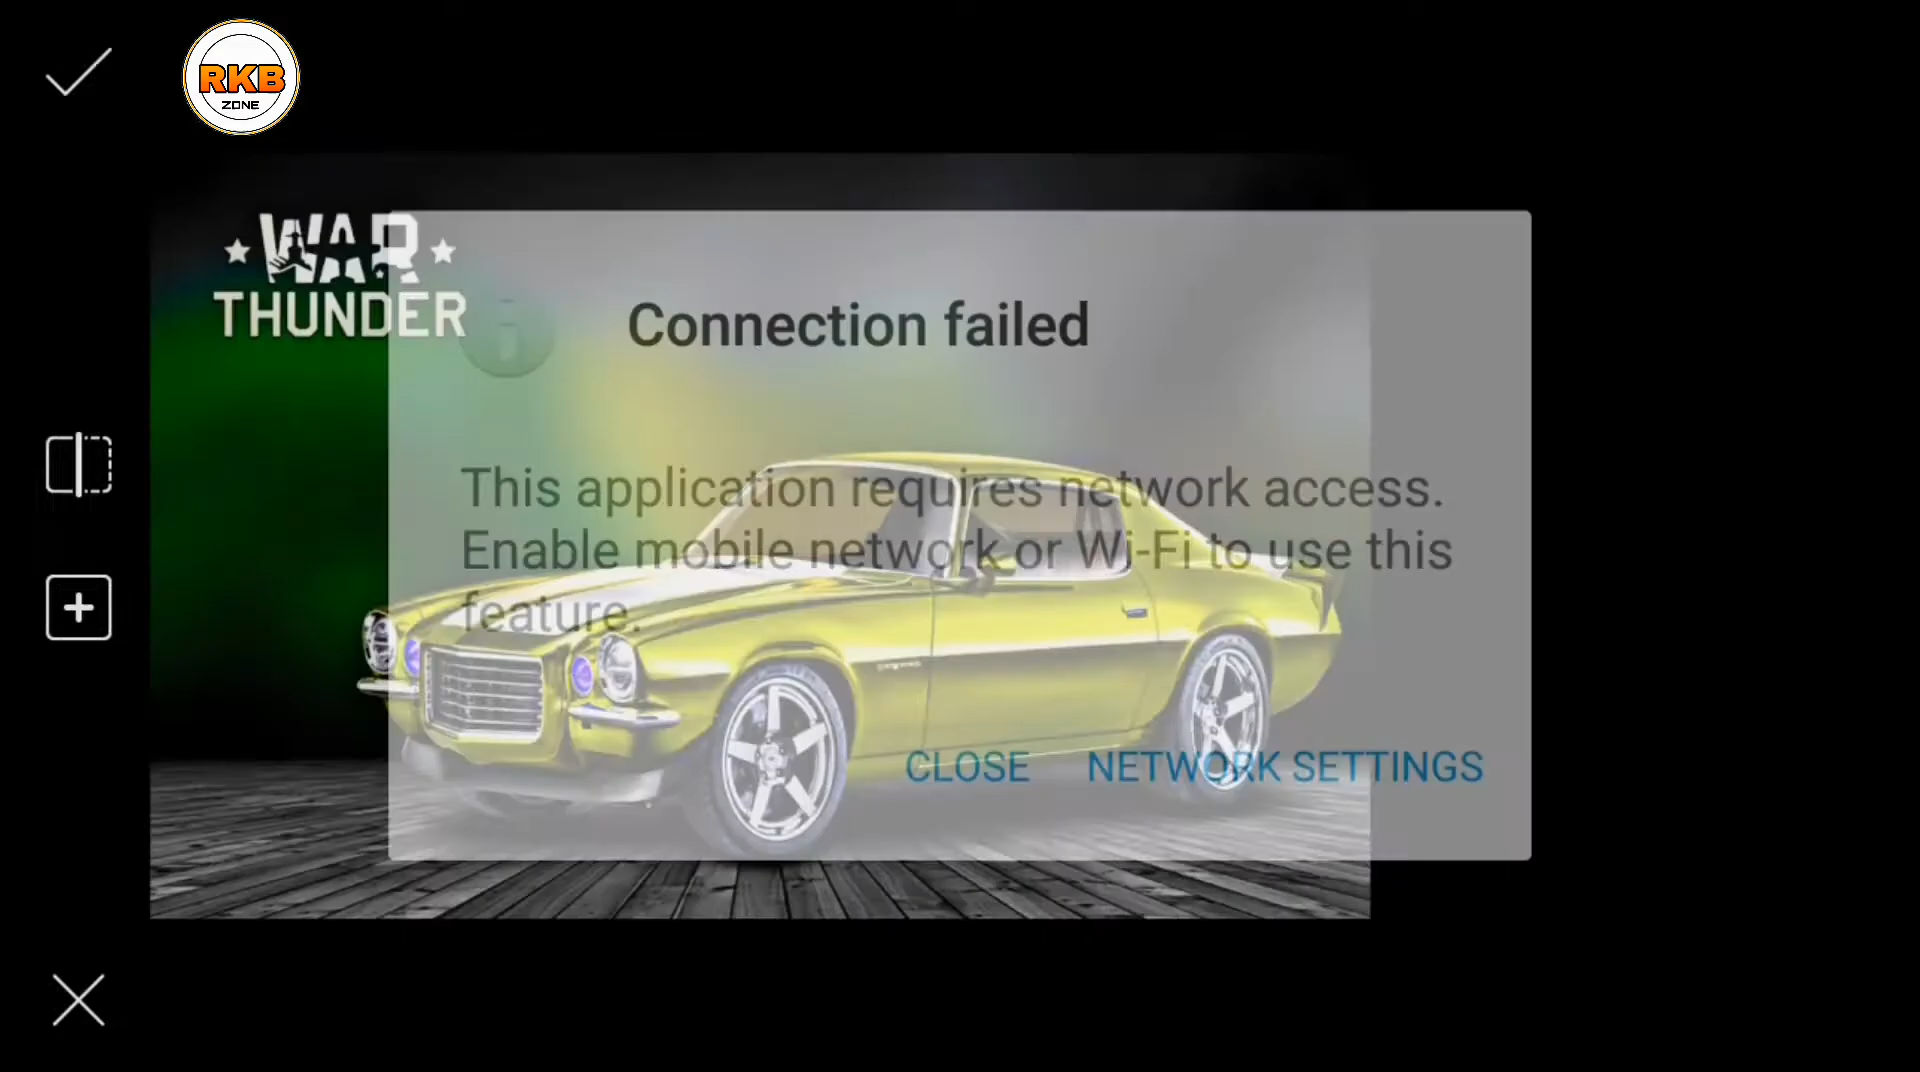 RKB
ZONE
WAR
THUNDER
Connection failed
This application requires network access.
Enable mobile network or Wi-Fi to use this
feature.
CLOSE NETWORK SETTINGS